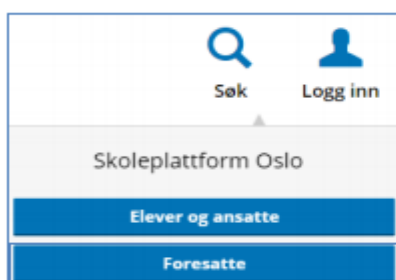 Søk Logg inn
Skoleplattform Oslo
Elever og ansatte
Foresatte